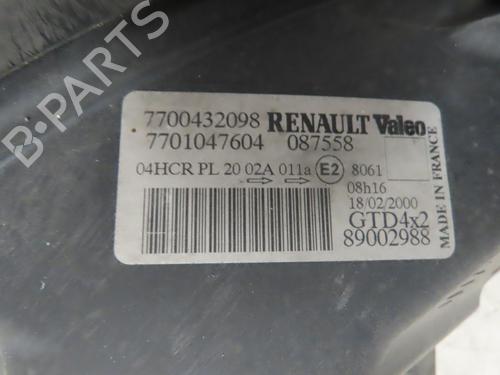 7700432098 RENAULT Valeo
7701047604 087558
04HCR PL 20 02A 011a E2 8061
08h16
18/02/2000
GTD4x2
89002988
MADE IN FRANCE
B-PARTS